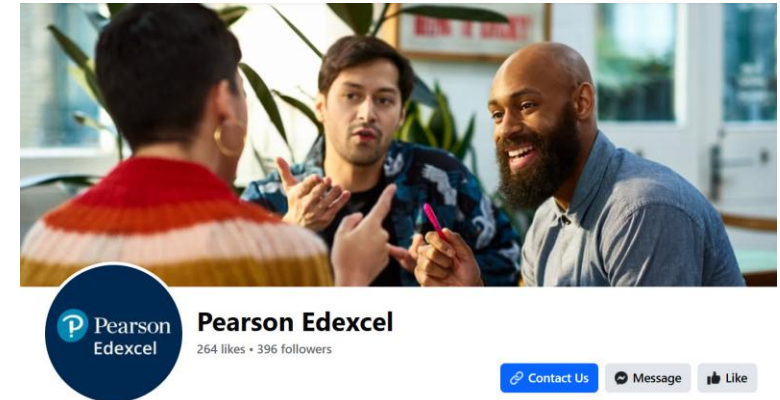 Pearson
Edexcel
Pearson Edexcel
264 likes • 396 followers
Contact Us
Message
Like